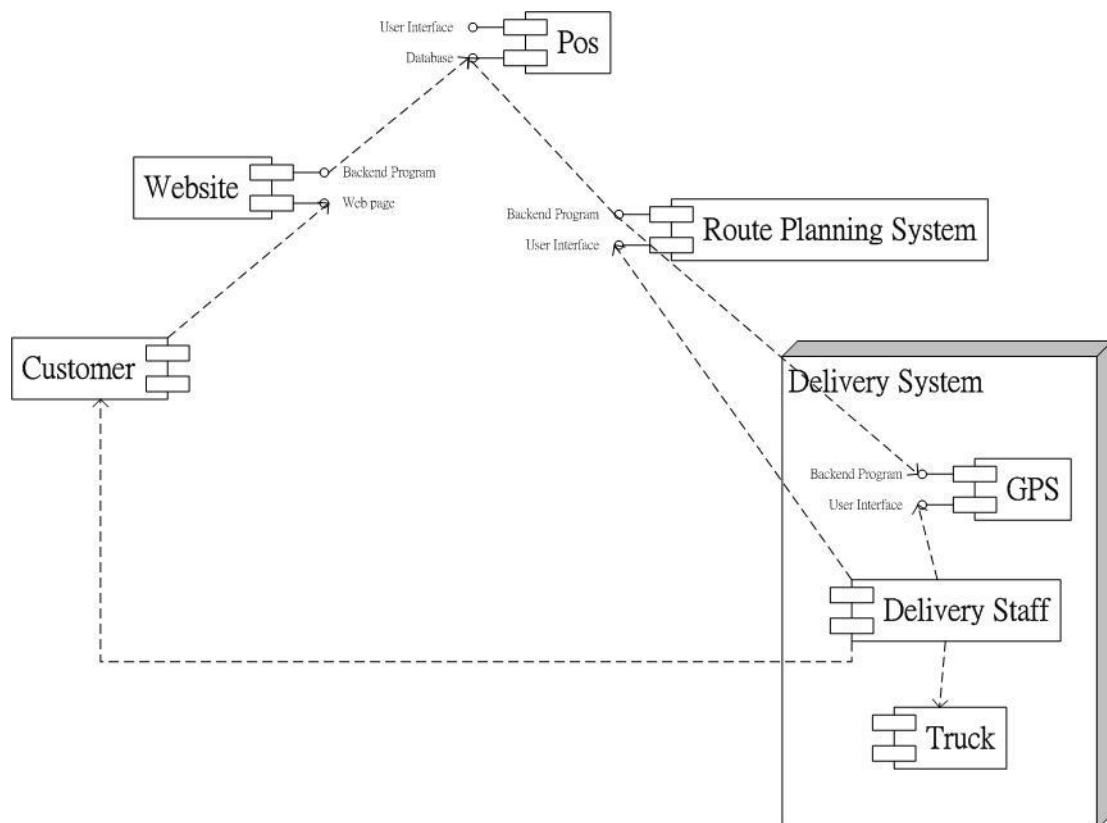 User Interface
Pos
Database
Website
Backend Program
Web page
Backend Program
Route Planning System
User Interface
Customer
Delivery System
Backend Program
GPS
User Interface
Delivery Staff
Truck